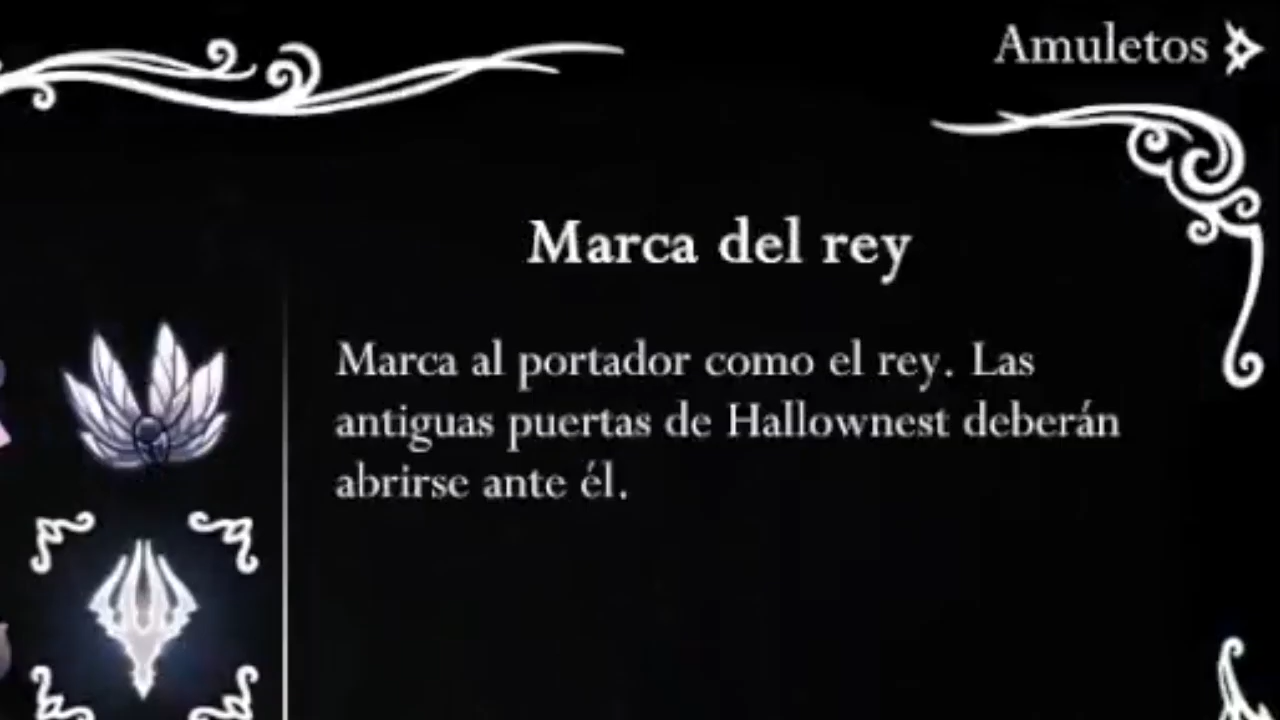 Amuletos
Marca del rey
Marca al portador como el rey. Las
antiguas puertas de Hallownest deberán
abrirse ante él.